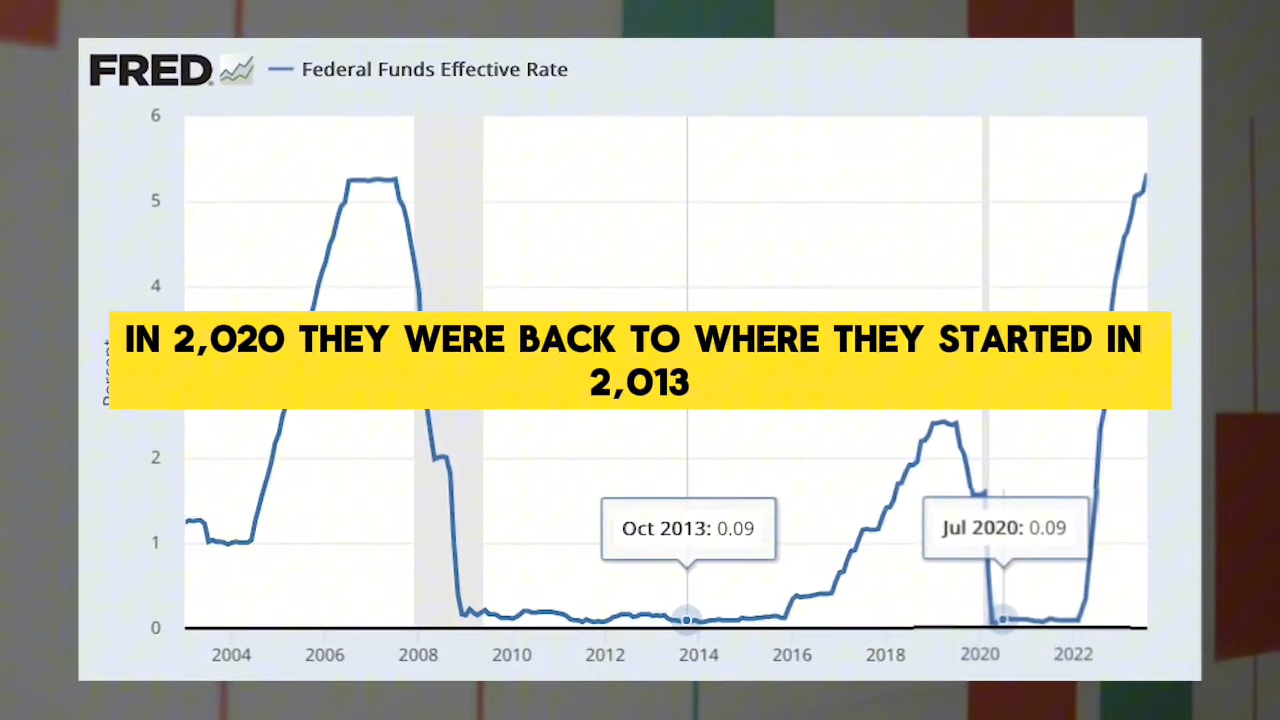 FRED
Federal Funds Effective Rate
6
5
4
IN 2,020 THEY WERE BACK TO WHERE THEY STARTED IN
2,013
Percent
2
Oct 2013: 0.09
Jul 2020: 0.09
1
0
2004 2006 2008 2010 2012 2014 2016 2018 2020 2022